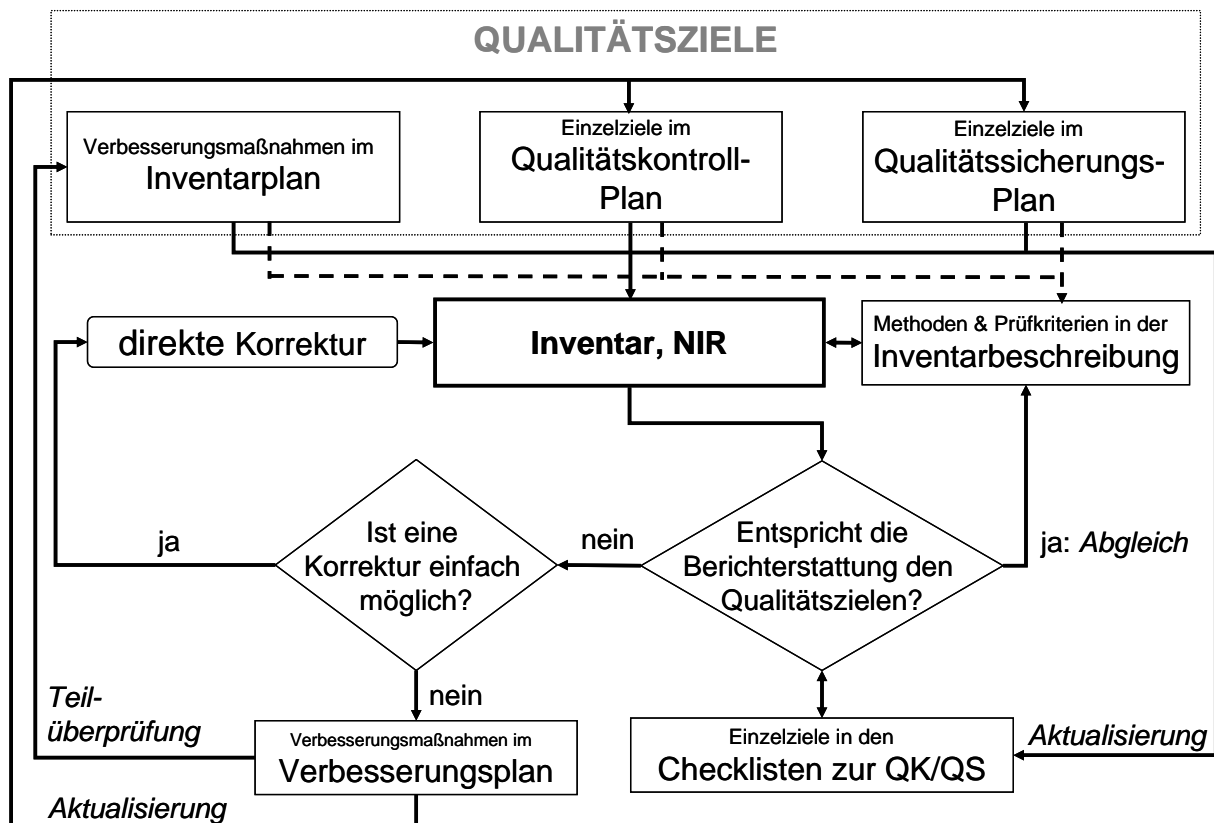 QUALITÄTSZIELE
Verbesserungsmaßnahmen im
Inventarplan
Einzelziele im
Qualitätskontroll-
Plan
Einzelziele im
Qualitätssicherungs-
Plan
direkte Korrektur
Inventar, NIR
Methoden & Prüfkriterien in der
Inventarbeschreibung
ja
Ist eine
Korrektur einfach
möglich?
nein
Entspricht die
Berichterstattung den
Qualitätszielen?
ja: Abgleich
Teil-
überprüfung
nein
Verbesserungsmaßnahmen im
Verbesserungsplan
Einzelziele in den
Checklisten zur QK/QS
Aktualisierung
Aktualisierung